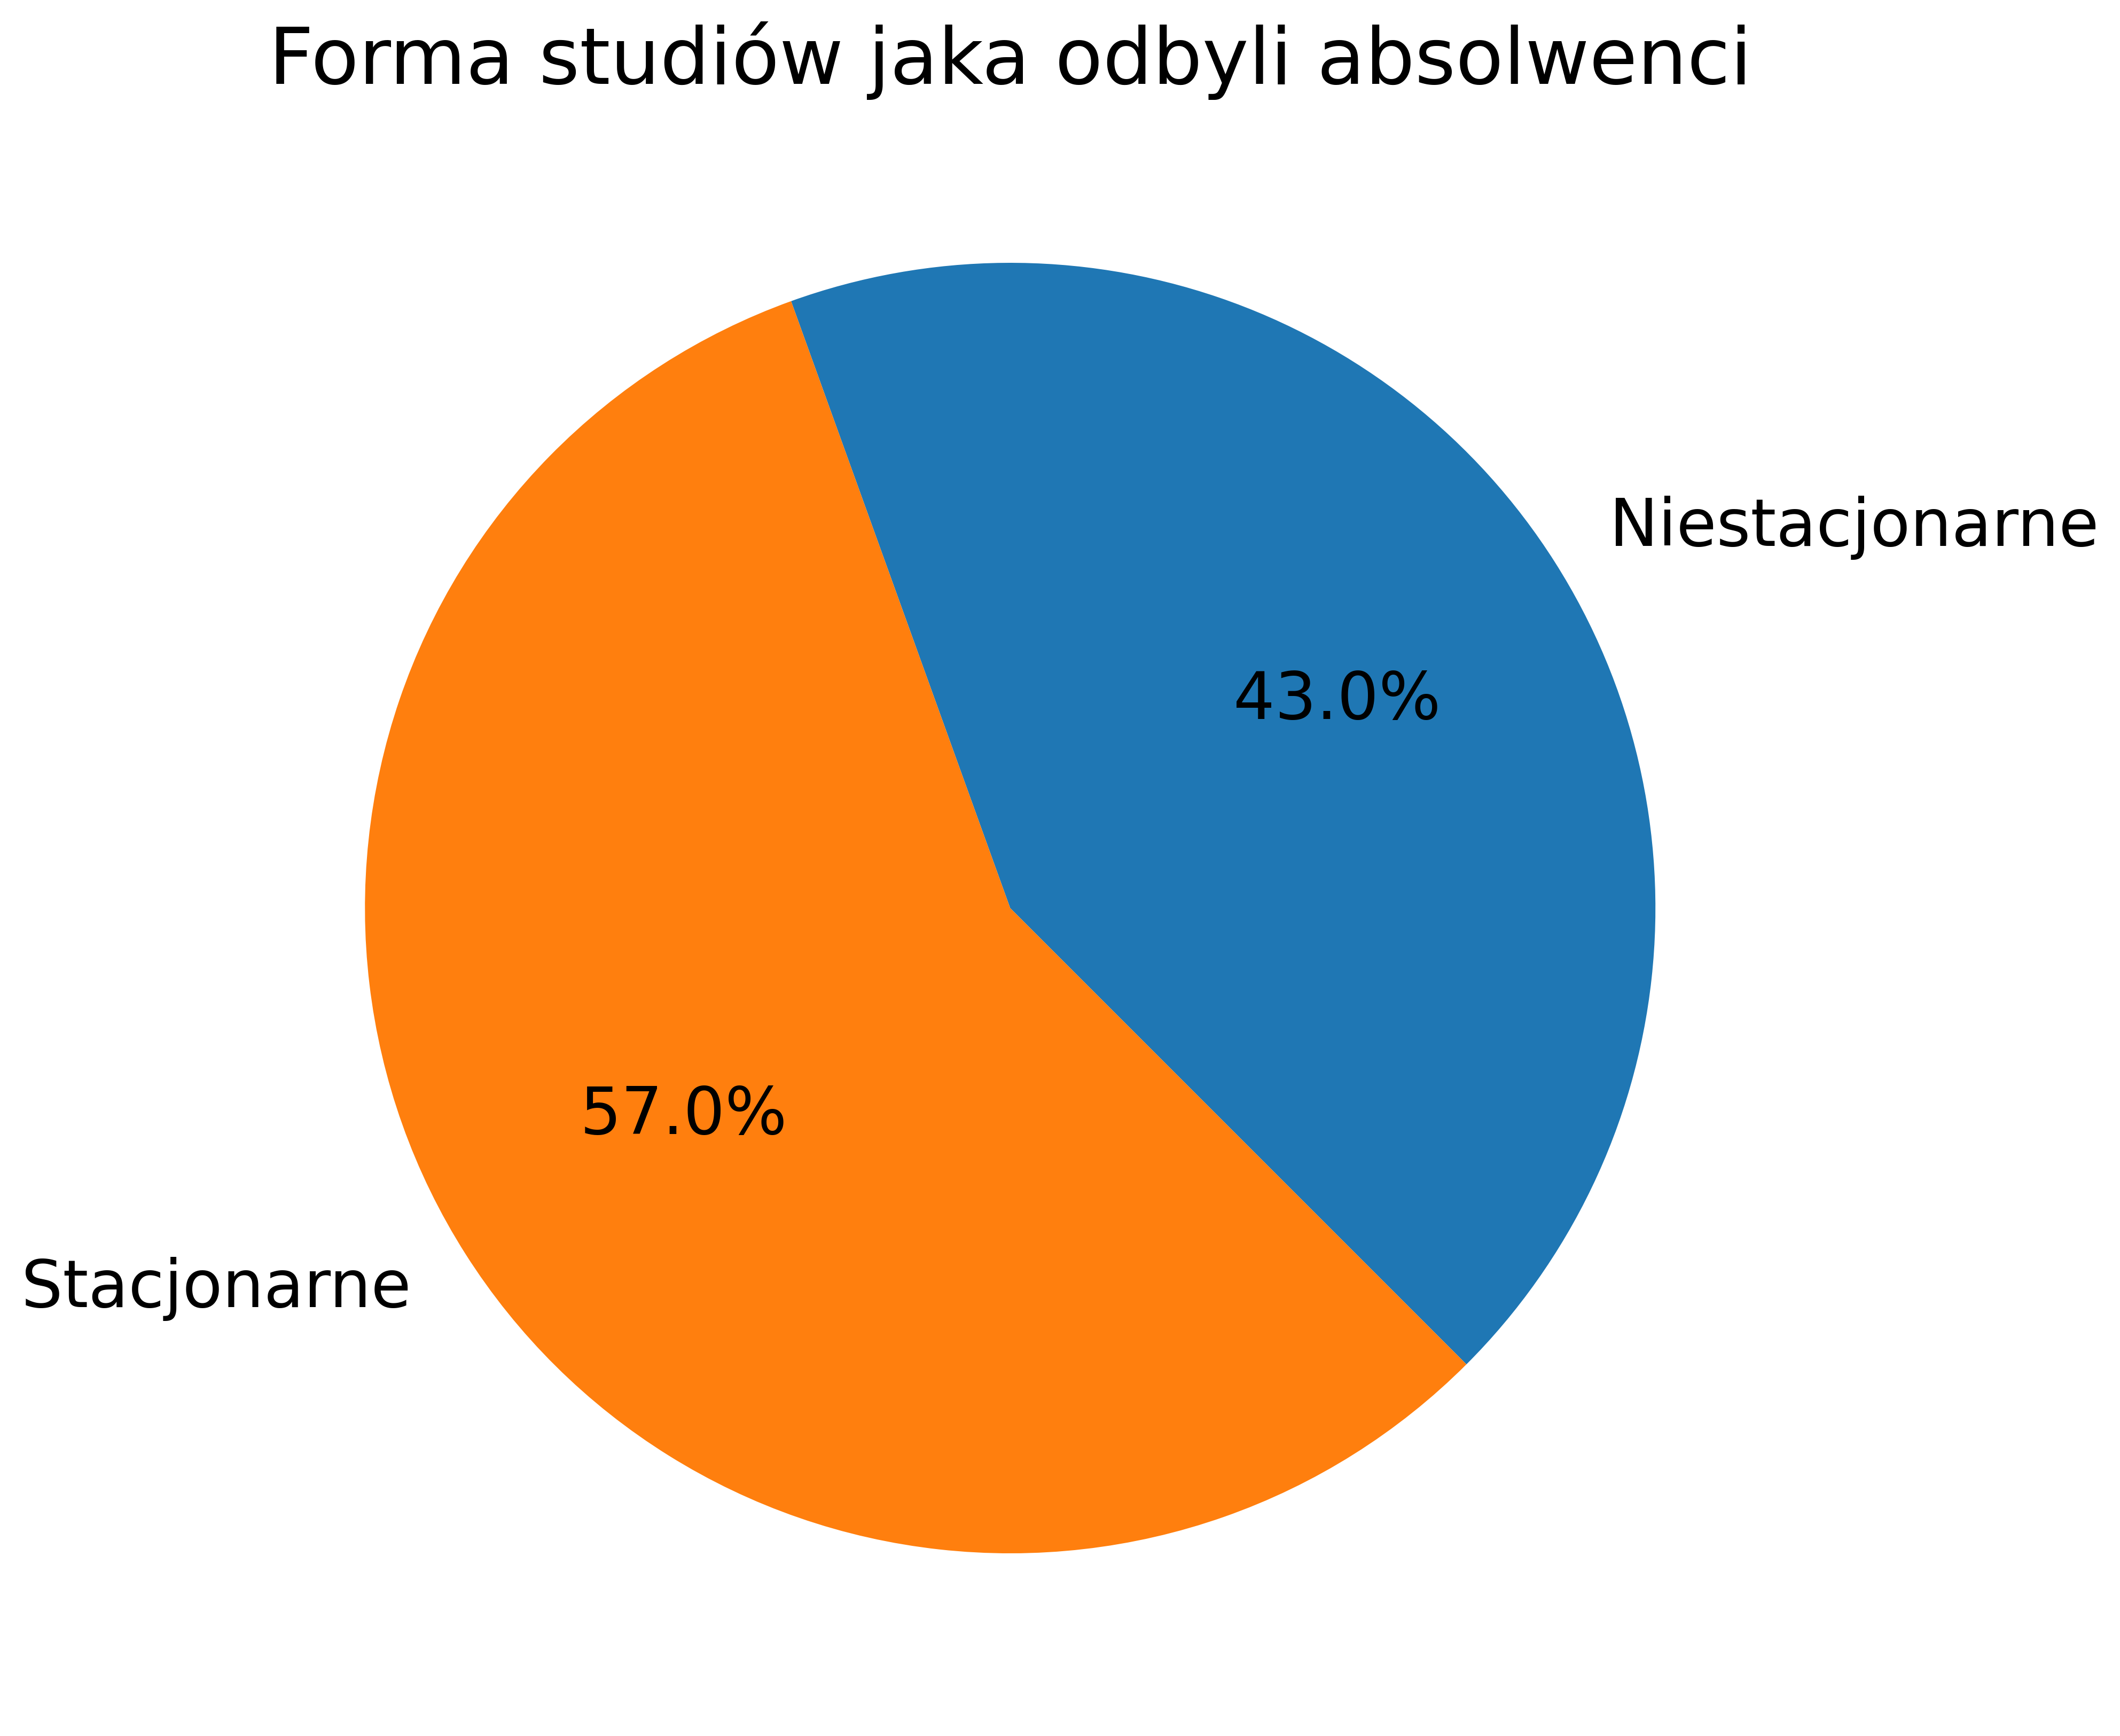 Forma studiów jaka odbyli absolwenci
Niestacjonarne
43.0%
57.0%
Stacjonarne